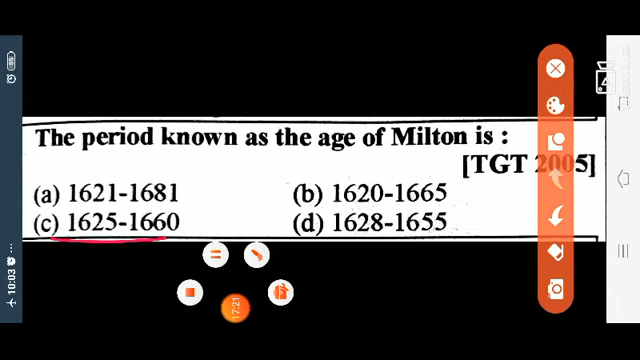 The period known as the age of Milton is :
[TGT 2005]
(a) 1621-1681 (b) 1620-1665
(c) 1625-1660 (d) 1628-1655
10:03
85
17:21